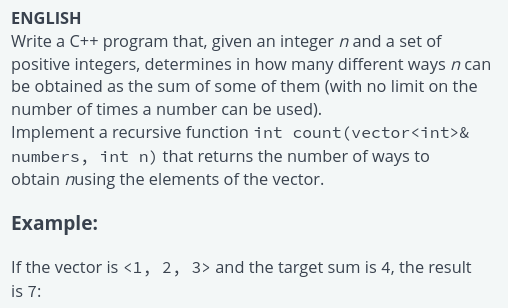 ENGLISH
Write a C++ program that, given an integer n and a set of
positive integers, determines in how many different ways n can
be obtained as the sum of some of them (with no limit on the
number of times a number can be used).
Implement a recursive function int count(vector<int>&
numbers, int n) that returns the number of ways to
obtain nusing the elements of the vector.
Example:
If the vector is <1, 2, 3> and the target sum is 4, the result
is 7: